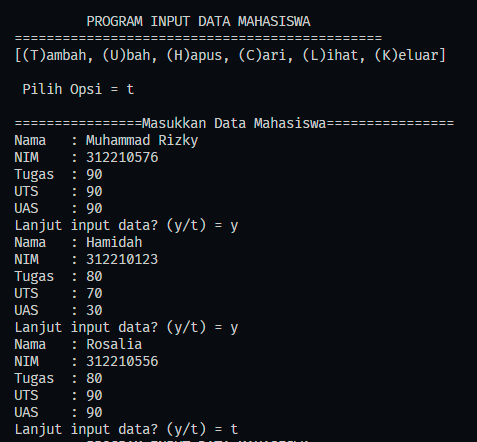 PROGRAM INPUT DATA MAHASISWA
==============================================
[(T)ambah, (U)bah, (H)apus, (C)ari, (L)ihat, (K)eluar]
Pilih Opsi = t
================Masukkan Data Mahasiswa================
Nama : Muhammad Rizky
NIM : 312210576
Tugas : 90
UTS : 90
UAS : 90
Lanjut input data? (y/t) = y
Nama : Hamidah
NIM : 312210123
Tugas : 80
UTS : 70
UAS : 30
Lanjut input data? (y/t) = y
Nama : Rosalia
NIM : 312210556
Tugas : 80
UTS : 90
UAS : 90
Lanjut input data? (y/t) = t